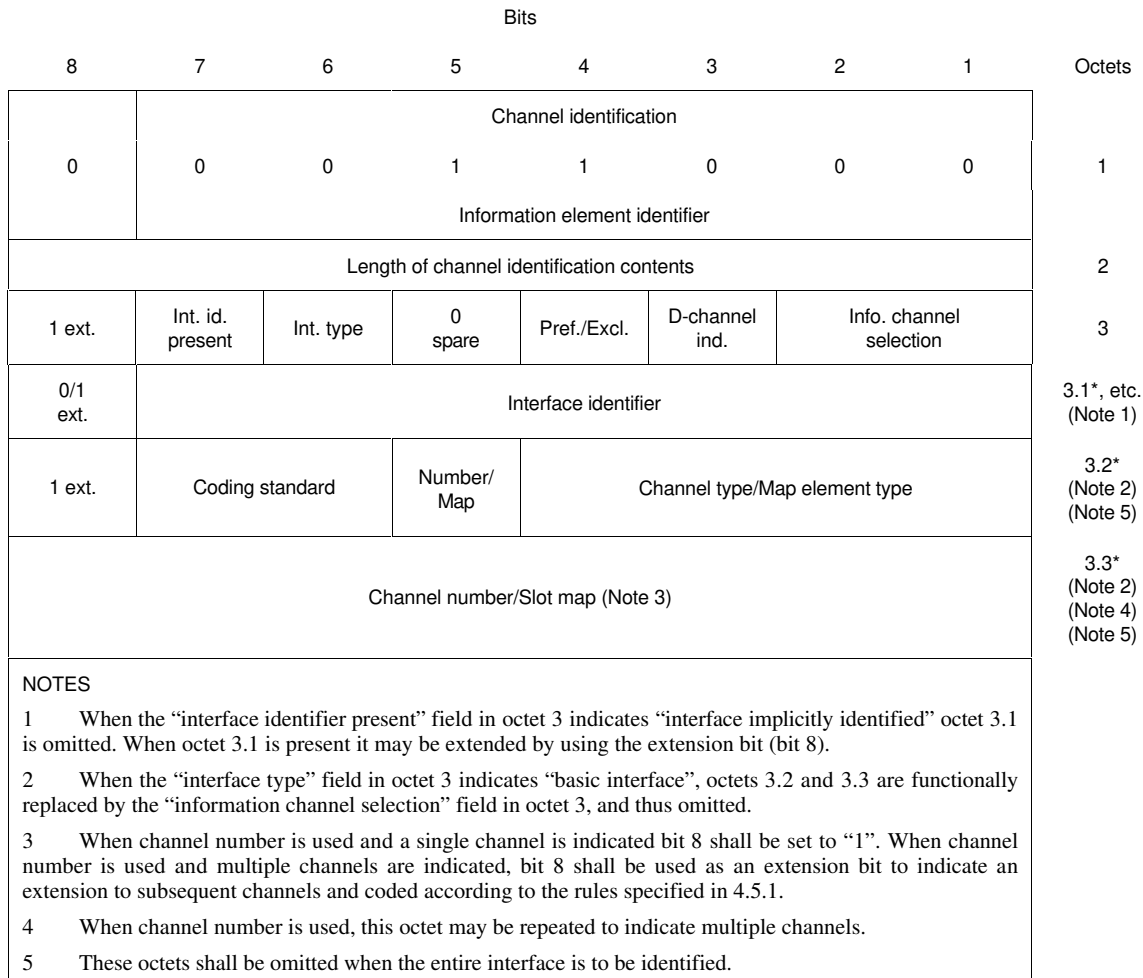 Bits
8 7 6 5 4 3 2 1 Octets
Channel identification
0 0 0 1 1 0 0 0 1
Information element identifier
Length of channel identification contents 2
1 ext. Int. id. present Int. type 0 spare Pref./Excl. D-channel ind. Info. channel selection 3
0/1 ext. Interface identifier 3.1*, etc. (Note 1)
1 ext. Coding standard Number/ Map Channel type/Map element type 3.2* (Note 2) (Note 5)
Channel number/Slot map (Note 3) 3.3* (Note 2) (Note 4) (Note 5)
NOTES
1 When the “interface identifier present” field in octet 3 indicates “interface implicitly identified” octet 3.1
is omitted. When octet 3.1 is present it may be extended by using the extension bit (bit 8).
2 When the “interface type” field in octet 3 indicates “basic interface”, octets 3.2 and 3.3 are functionally
replaced by the “information channel selection” field in octet 3, and thus omitted.
3 When channel number is used and a single channel is indicated bit 8 shall be set to “1”. When channel
number is used and multiple channels are indicated, bit 8 shall be used as an extension bit to indicate an
extension to subsequent channels and coded according to the rules specified in 4.5.1.
4 When channel number is used, this octet may be repeated to indicate multiple channels.
5 These octets shall be omitted when the entire interface is to be identified.